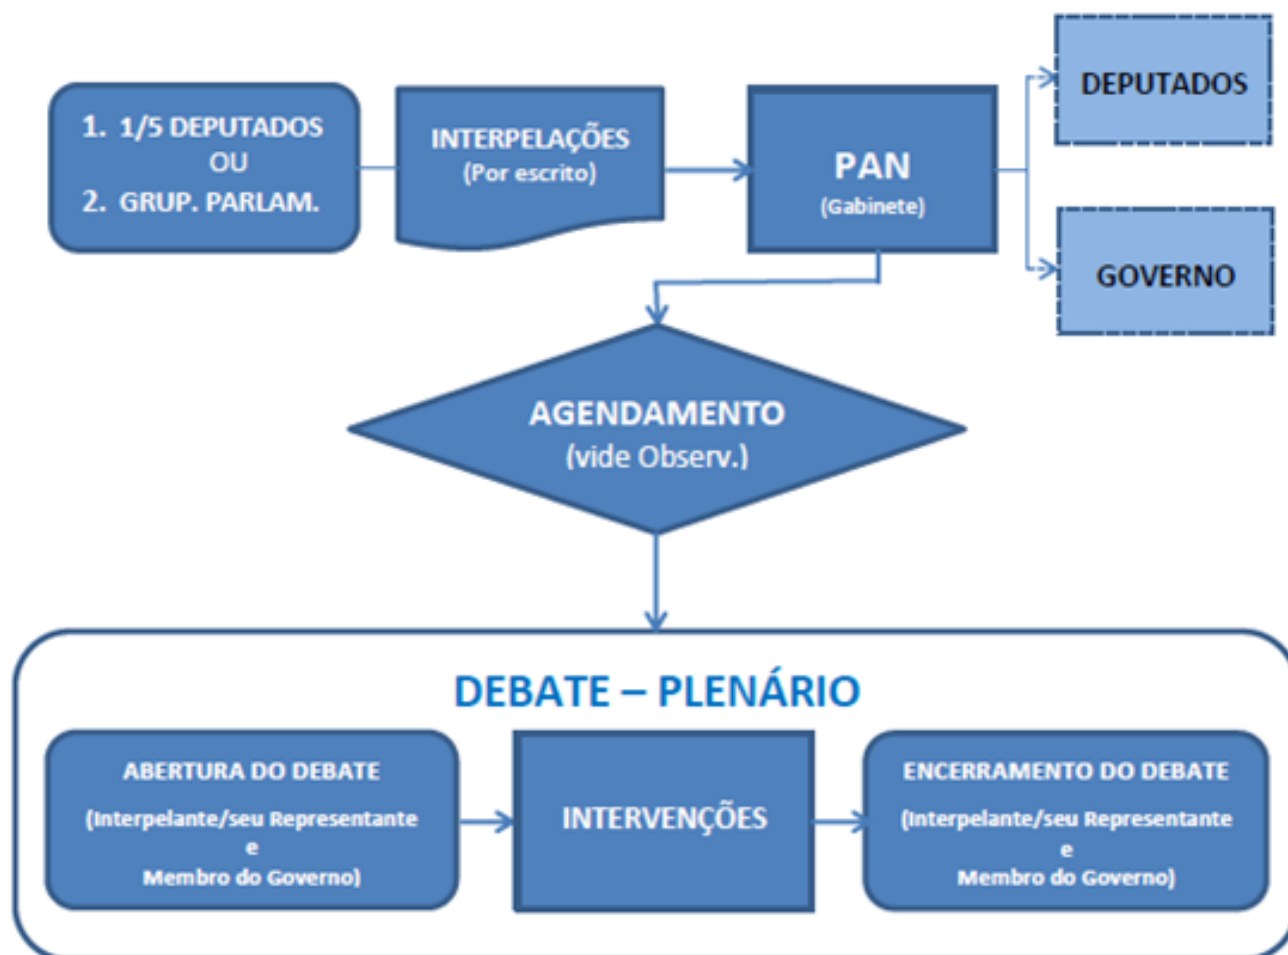 1. 1/5 DEPUTADOS
OU
2. GRUP. PARLAM.
INTERPELAÇÕES
(Por escrito)
PAN
(Gabinete)
DEPUTADOS
GOVERNO
AGENDAMENTO
(vide Observ.)
DEBATE – PLENÁRIO
ABERTURA DO DEBATE
(Interpelante/seu Representante
e
Membro do Governo)
INTERVENÇÕES
ENCERRAMENTO DO DEBATE
(Interpelante/seu Representante
e
Membro do Governo)